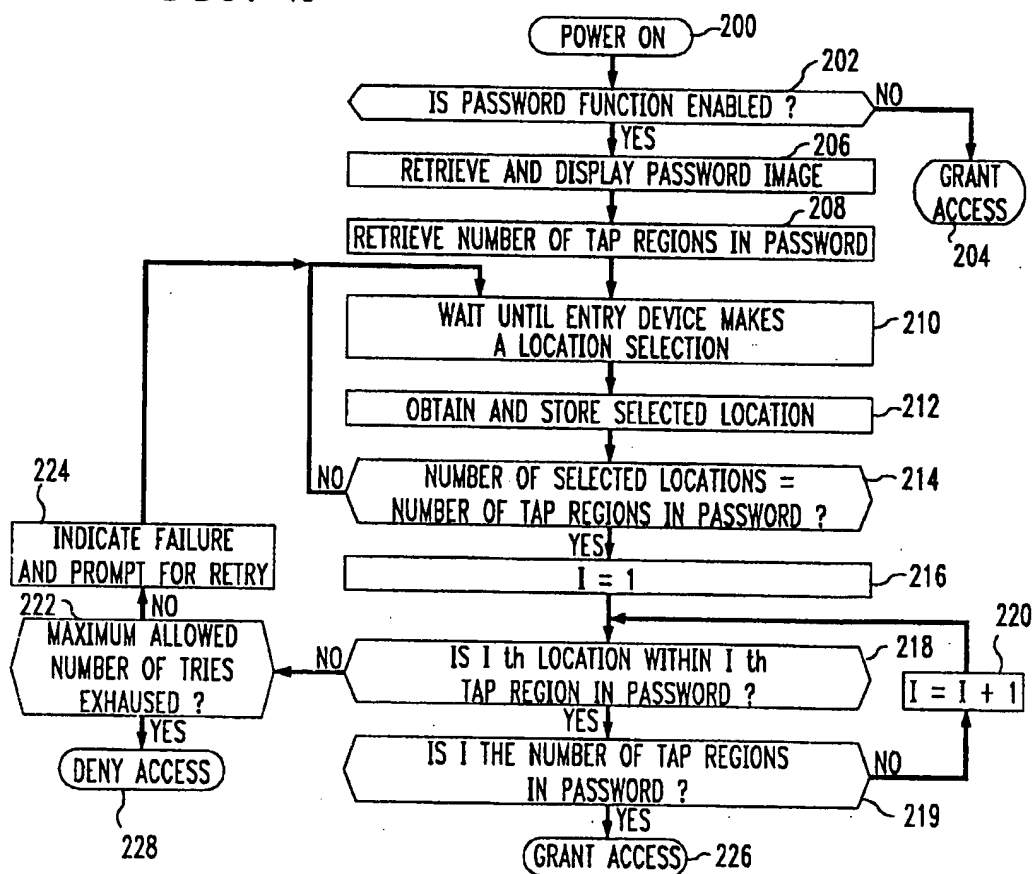 POWER ON
200
202
IS PASSWORD FUNCTION ENABLED ?
NO
YES
206
RETRIEVE AND DISPLAY PASSWORD IMAGE
GRANT
ACCESS
204
208
RETRIEVE NUMBER OF TAP REGIONS IN PASSWORD
WAIT UNTIL ENTRY DEVICE MAKES
A LOCATION SELECTION
210
OBTAIN AND STORE SELECTED LOCATION
212
NO
NUMBER OF SELECTED LOCATIONS =
NUMBER OF TAP REGIONS IN PASSWORD ?
214
YES
224
INDICATE FAILURE
AND PROMPT FOR RETRY
I = 1
216
222
NO
MAXIMUM ALLOWED
NUMBER OF TRIES
EXHAUSED ?
NO
IS I th LOCATION WITHIN I th
TAP REGION IN PASSWORD ?
218
220
I = I + 1
YES
YES
DENY ACCESS
228
IS I THE NUMBER OF TAP REGIONS
IN PASSWORD ?
NO
219
YES
GRANT ACCESS
226